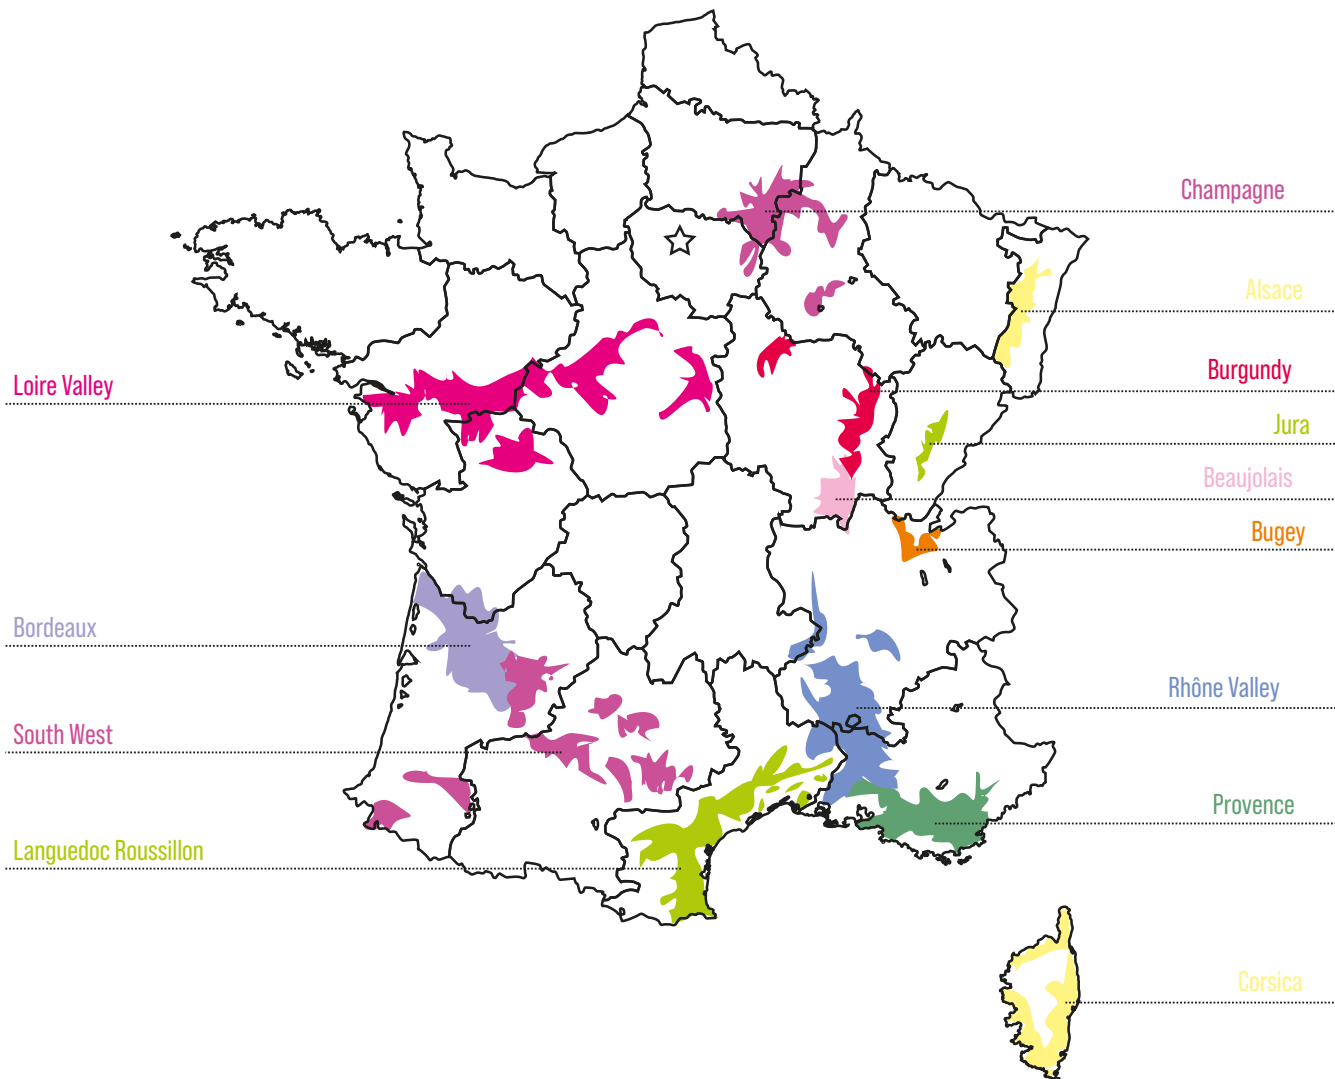 Champagne
Alsace
Burgundy
Loire Valley
Jura
Beaujolais
Bugey
Bordeaux
Rhône Valley
South West
Provence
Languedoc Roussillon
Corsica